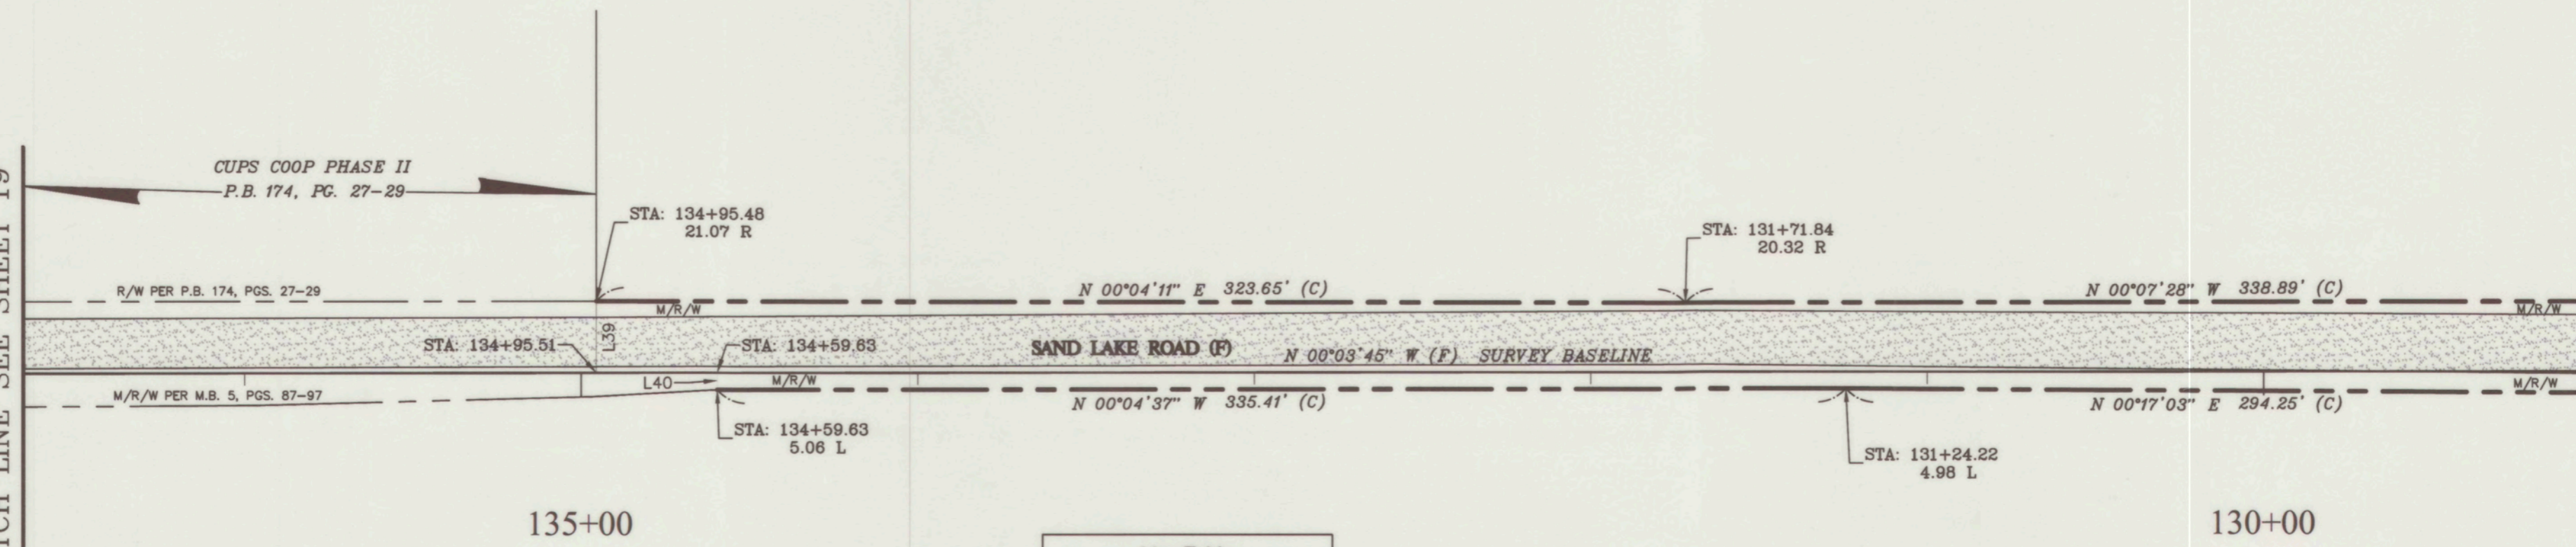 CUPS COOP PHASE II
P.B. 174, PG. 27-29
STA: 134+95.48
21.07 R
STA: 131+71.84
20.32 R
R/W PER P.B. 174, PGS. 27-29
N 00°04'11" E 323.65' (C)
N 00°07'28" W 338.89' (C)
M/R/W
M/R/W
L39
STA: 134+95.51
STA: 134+59.63
SAND LAKE ROAD (F)
N 00°03'45" W (F) SURVEY BASELINE
L40
M/R/W
M/R/W
M/R/W PER M.B. 5, PGS. 87-97
N 00°04'37" W 335.41' (C)
N 00°17'03" E 294.25' (C)
STA: 134+59.63
5.06 L
STA: 131+24.22
4.98 L
135+00
130+00
LINE SEE SHEET 19